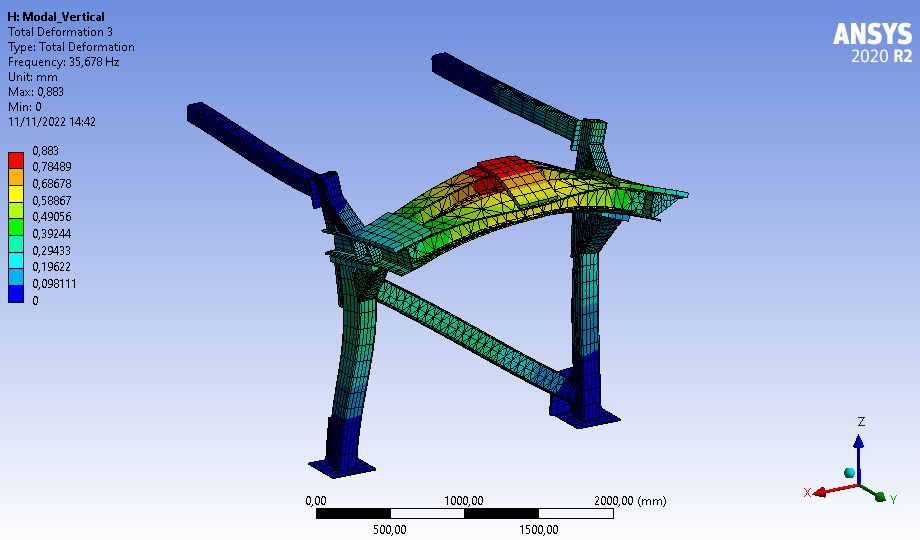 H: Modal_Vertical
Total Deformation 3
Type: Total Deformation
Frequency: 35,678 Hz
Unit: mm
Max: 0,883
Min: 0
11/11/2022 14:42
ANSYS
2020 R2
0,883
0,78489
0,68678
0,58867
0,49056
0,39244
0,29433
0,19622
0,098111
0
0,00 1000,00 2000,00 (mm)
500,00 1500,00
Z
X
Y